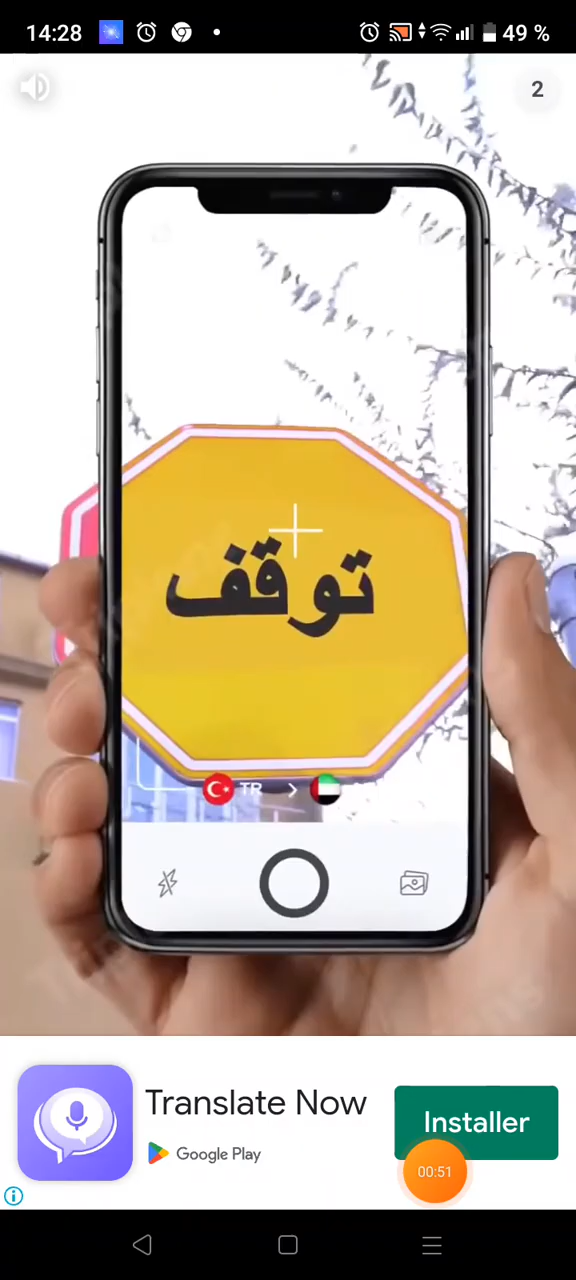 14:28
49 %
2
توقف
TR
Translate Now
Google Play
Installer
00:51